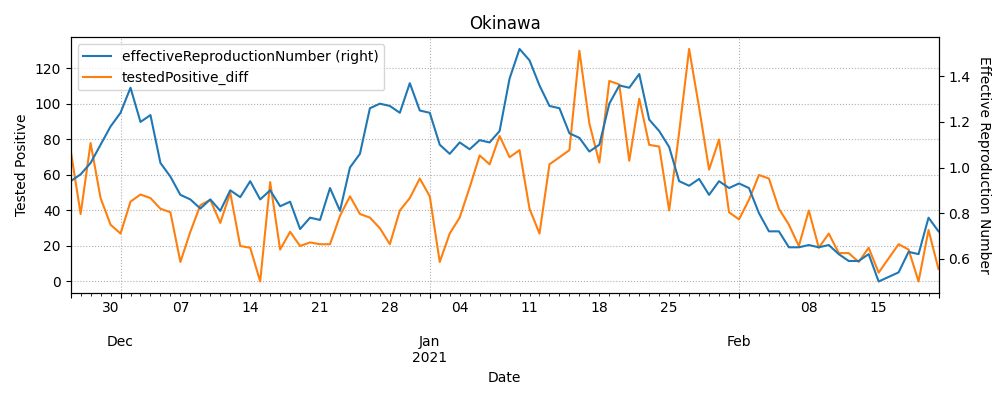 Okinawa
effectiveReproductionNumber (right)
testedPositive_diff
Tested Positive
120
100
80
60
40
20
0
1.4
1.2
1.0
0.8
0.6
Effective Reproduction Number
30 07 14 21 28 04 11 18 25 08 15
Dec Jan Feb
2021
Date